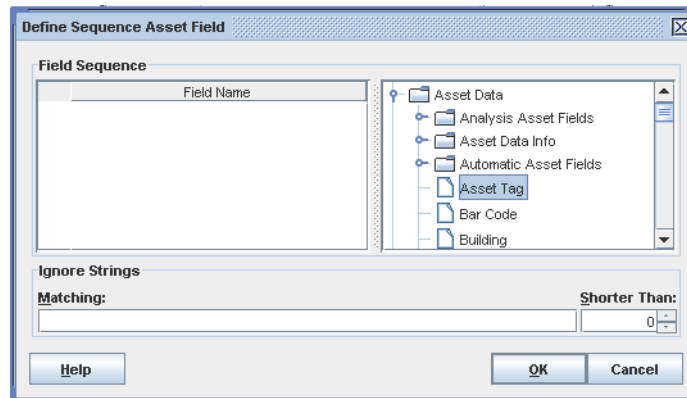 Define Sequence Asset Field
Field Sequence
Field Name
Asset Data
Analysis Asset Fields
Asset Data Info
Automatic Asset Fields
Asset Tag
Bar Code
Building
Ignore Strings
Matching: Shorter Than:
0
Help OK Cancel